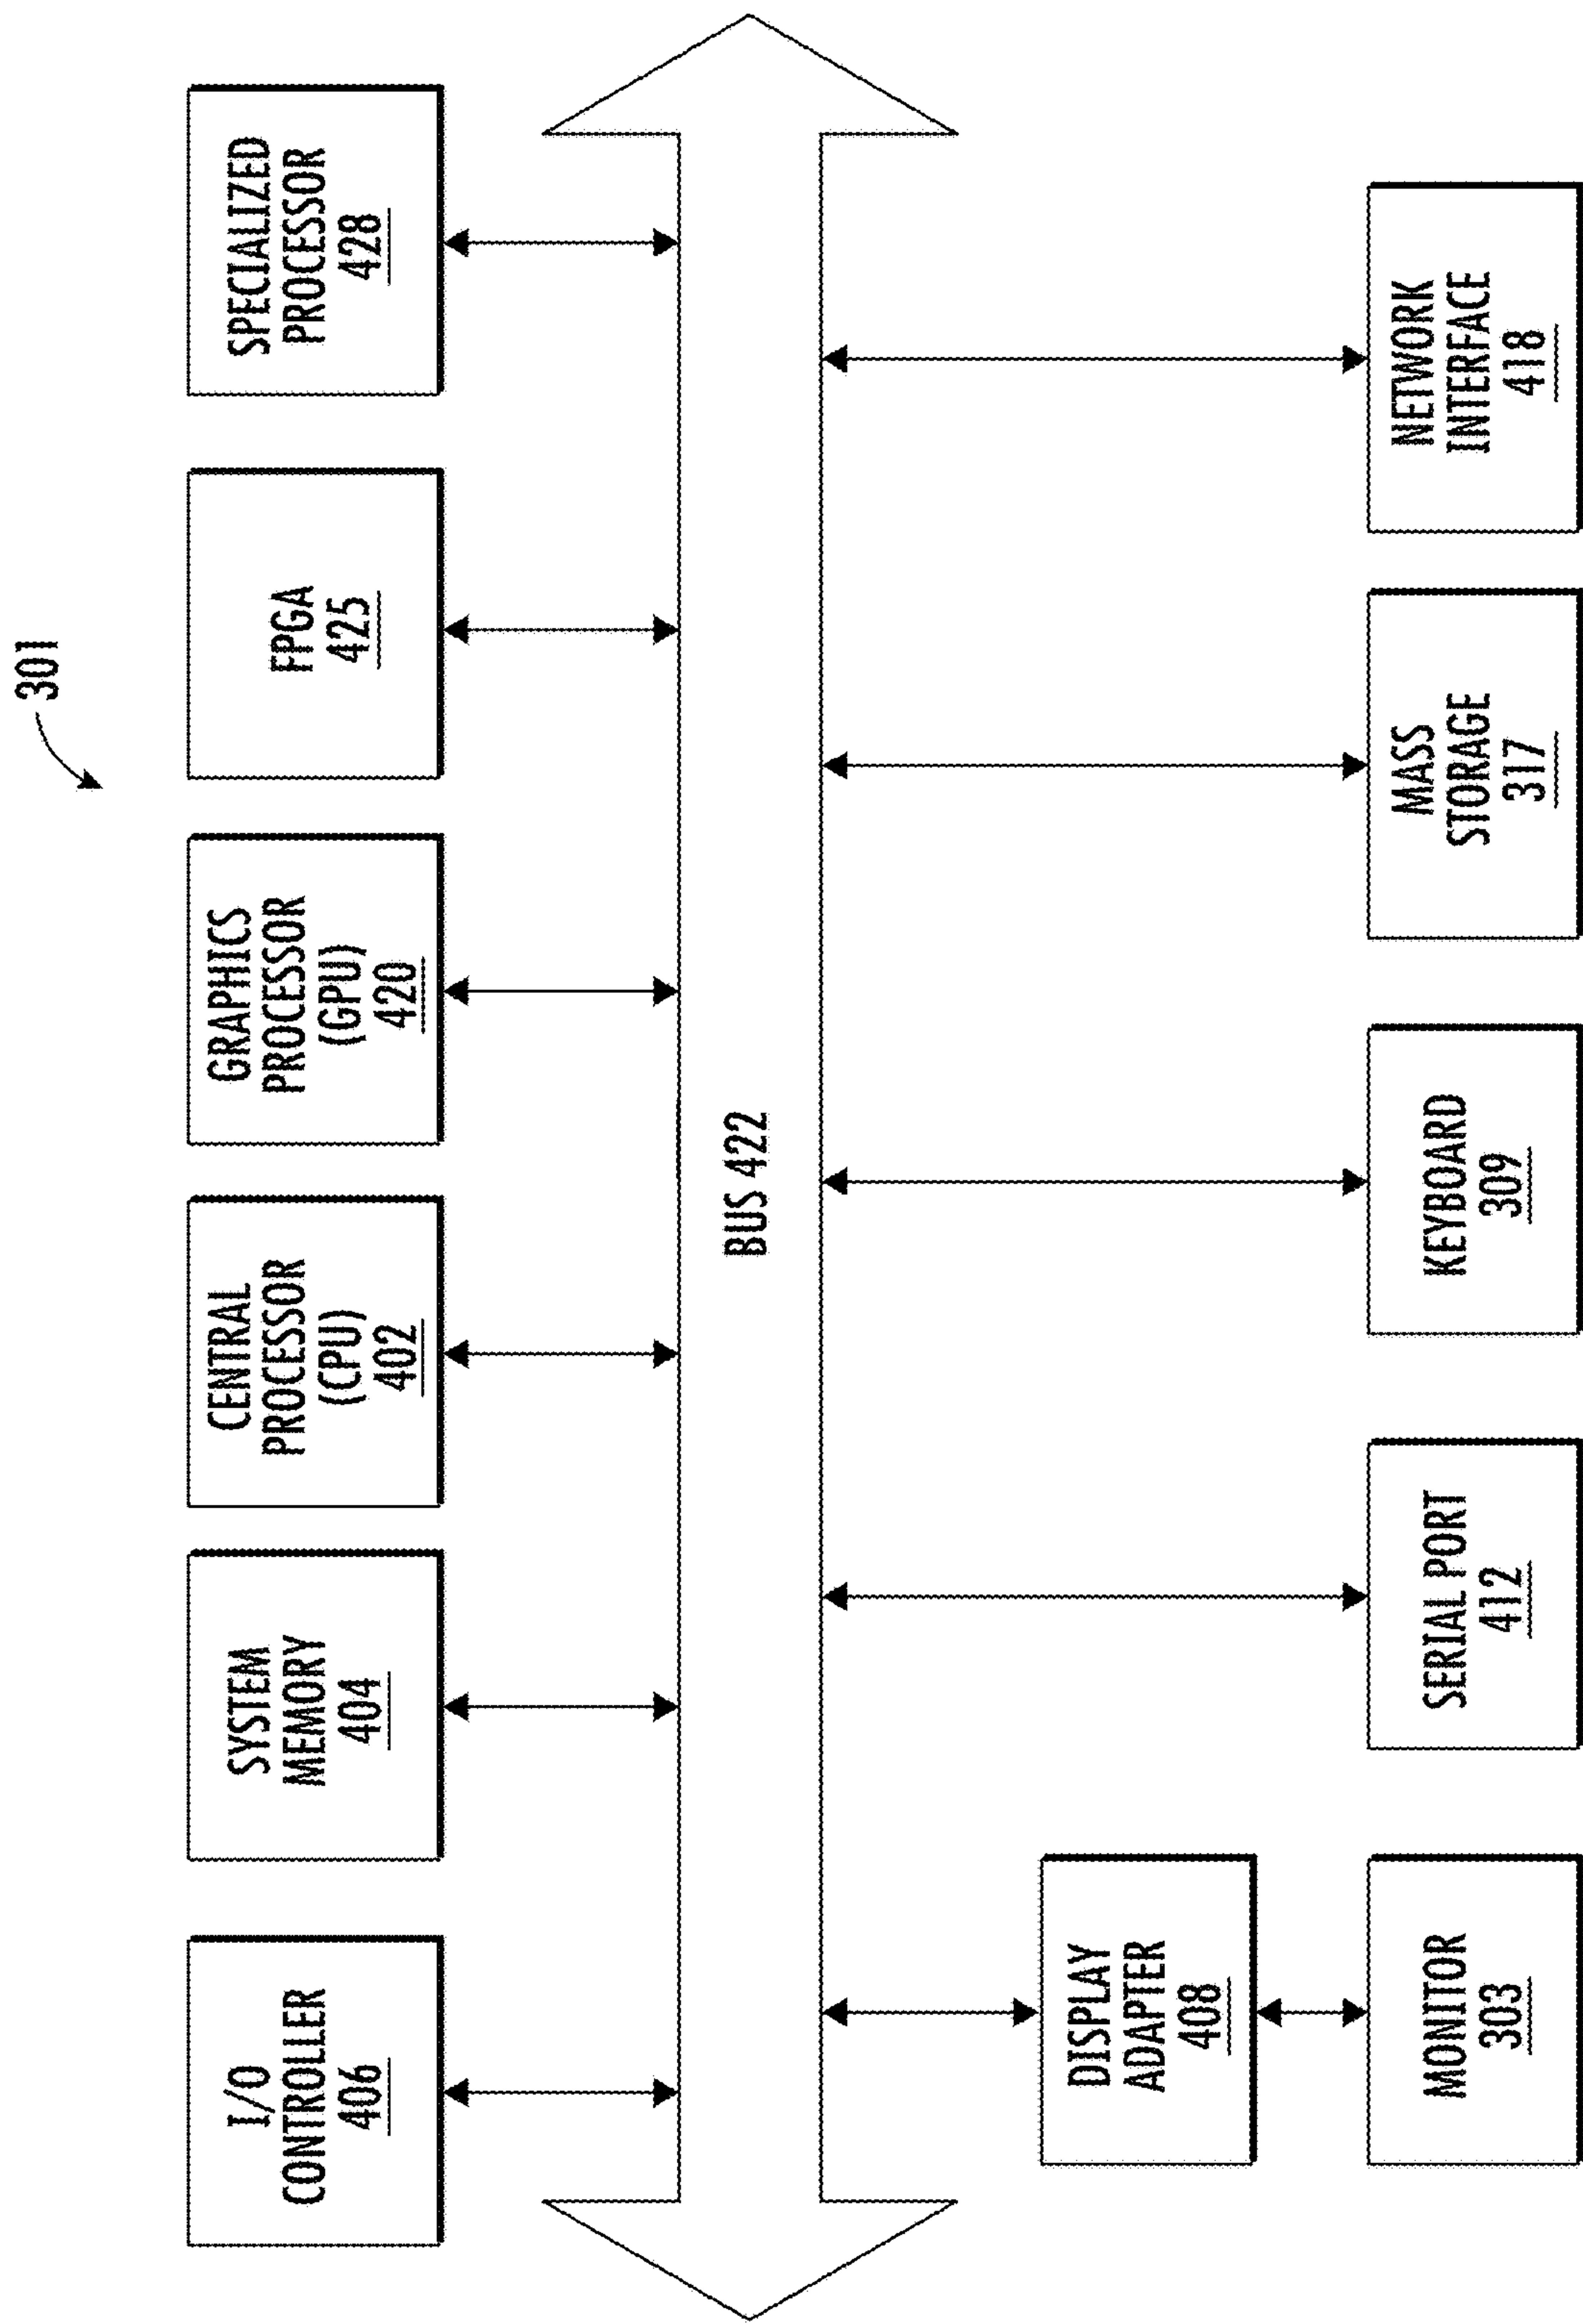 301
I/O
CONTROLLER
406
SYSTEM
MEMORY
404
CENTRAL
PROCESSOR
(CPU)
402
GRAPHICS
PROCESSOR
(GPU)
420
FPGA
425
SPECIALIZED
PROCESSOR
428
BUS 422
DISPLAY
ADAPTER
408
MONITOR
303
SERIAL PORT
412
KEYBOARD
309
MASS
STORAGE
317
NETWORK
INTERFACE
418